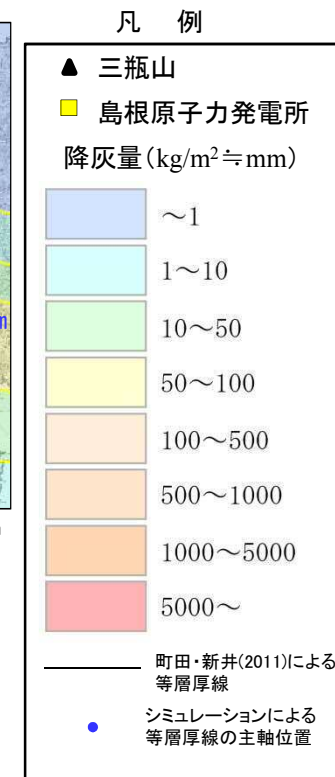 凡 例
三瓶山
島根原子力発電所
降灰量(kg/m²≒mm)
～1
1～10
10～50
50～100
100～500
500～1000
1000～5000
5000～
町田・新井(2011)による
等層厚線
シミュレーションによる
等層厚線の主軸位置